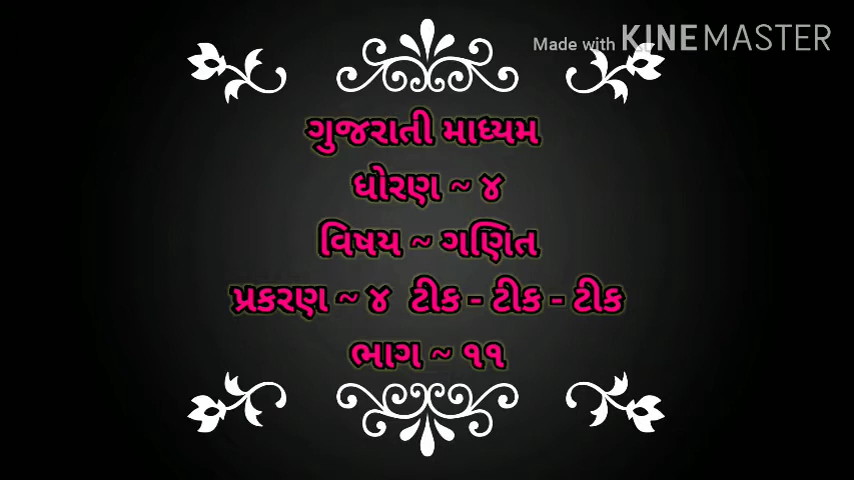 Made with KINEMASTER
ગુજરાતી માધ્યમ
ધોરણ ~ ૪
વિષય ~ ગણિત
પ્રકરણ ~ ૪ ટીક - ટીક - ટીક
ભાગ ~ ૧૧